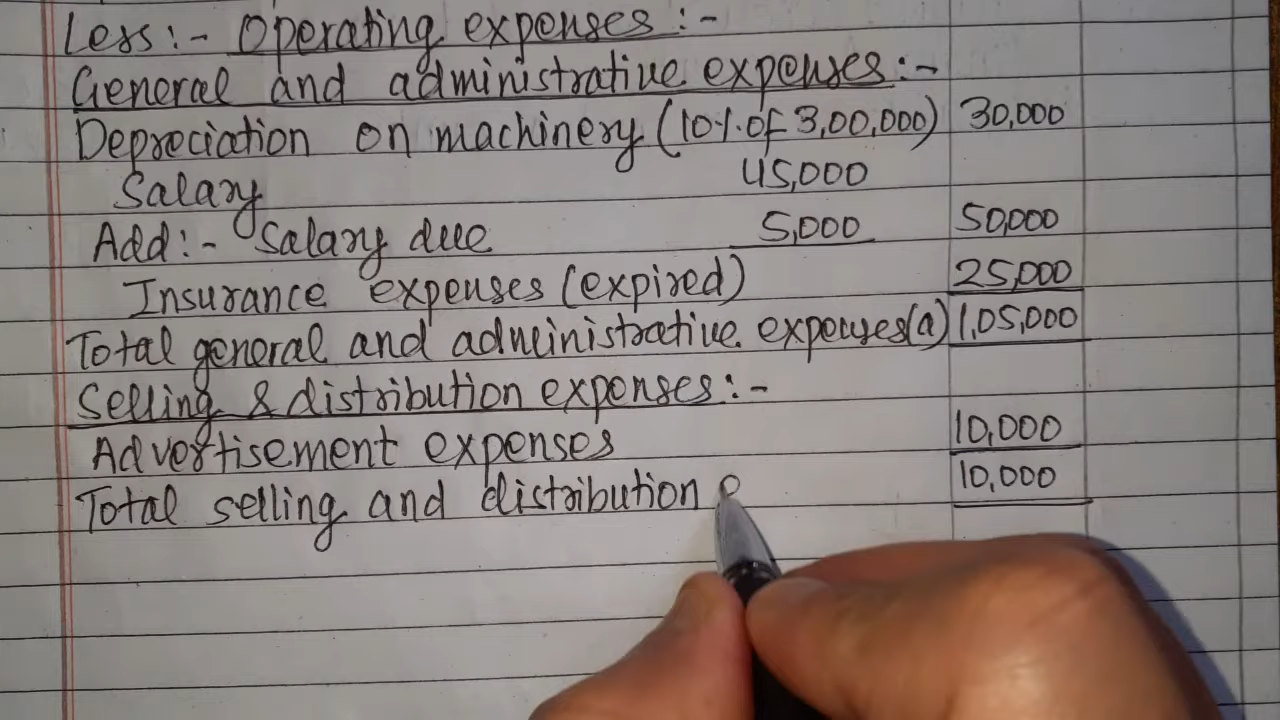 Less:- Operating expenses:-
General and administrative expenses:-
Depreciation on machinery (10% of 3,00,000) 30,000
Salary 45,000
Add:- Salary due 5,000 50,000
Insurance expenses (expired) 25,000
Total general and administrative expenses(a) 1,05,000
Selling & distribution expenses:-
Advertisement expenses 10,000
Total selling and distribution e 10,000